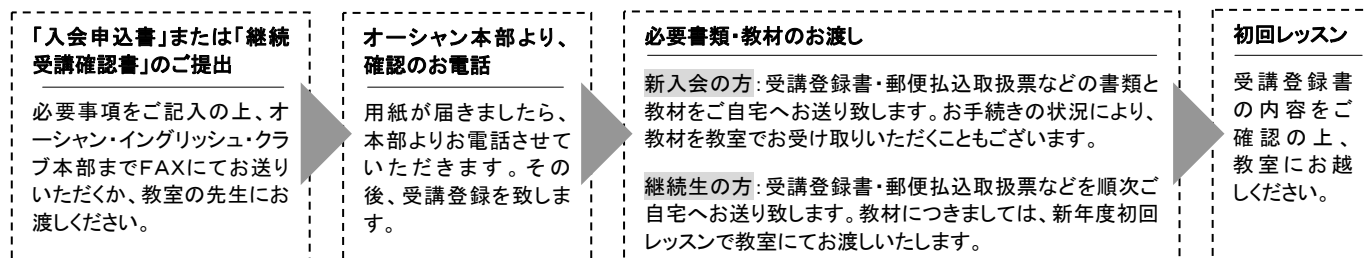 「入会申込書」または「継続
受講確認書」のご提出
必要事項をご記入の上、オ
ーシャン・イングリッシュ・クラ
ブ本部までFAXにてお送り
いただくか、教室の先生にお
渡しください。
オーシャン本部より、
確認のお電話
用紙が届きましたら、
本部よりお電話させて
いただきます。その
後、受講登録を致しま
す。
必要書類・教材のお渡し
新入会の方:受講登録書・郵便払込取扱票などの書類と
教材をご自宅へお送り致します。お手続きの状況により、
教材を教室でお受け取りいただくこともございます。
継続生の方:受講登録書・郵便払込取扱票などを順次ご
自宅へお送り致します。教材につきましては、新年度初回
レッスンで教室にてお渡しいたします。
初回レッスン
受講登録書
の内容をご
確認の上、
教室にお越
しください。